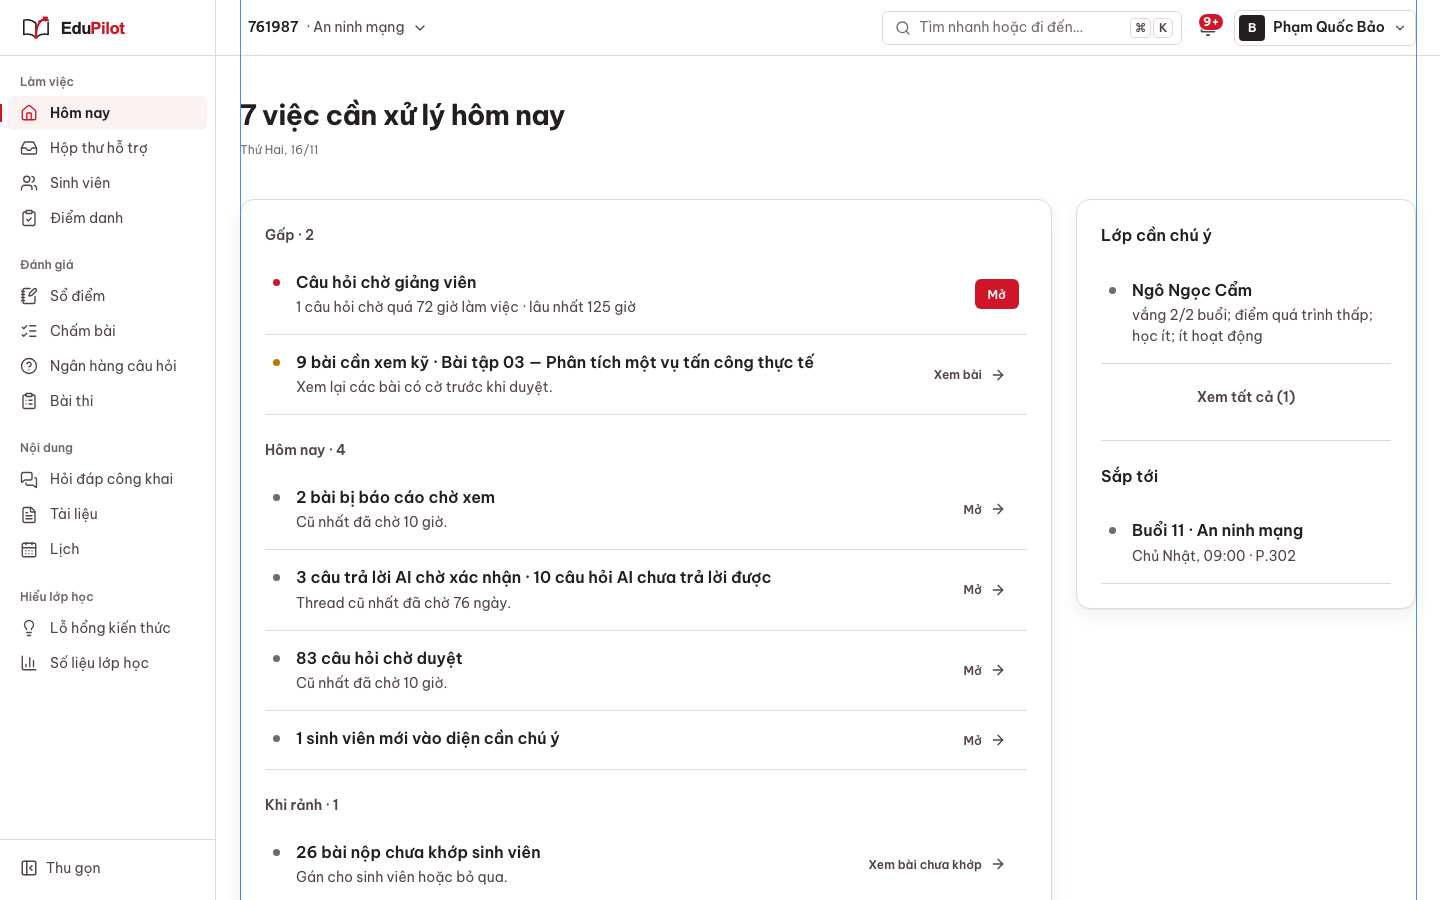 EduPilot
761987 · An ninh mạng
Tìm nhanh hoặc đi đến...
⌘ K
9+
B Phạm Quốc Bảo
Làm việc
Hôm nay
Hộp thư hỗ trợ
Sinh viên
Điểm danh
Đánh giá
Sổ điểm
Chấm bài
Ngân hàng câu hỏi
Bài thi
Nội dung
Hỏi đáp công khai
Tài liệu
Lịch
Hiểu lớp học
Lỗ hổng kiến thức
Số liệu lớp học
Thu gọn
7 việc cần xử lý hôm nay
Thứ Hai, 16/11
Gấp · 2
Câu hỏi chờ giảng viên
1 câu hỏi chờ quá 72 giờ làm việc · lâu nhất 125 giờ
Mở
9 bài cần xem kỹ · Bài tập 03 — Phân tích một vụ tấn công thực tế
Xem lại các bài có cờ trước khi duyệt.
Xem bài
Hôm nay · 4
2 bài bị báo cáo chờ xem
Cũ nhất đã chờ 10 giờ.
Mở
3 câu trả lời AI chờ xác nhận · 10 câu hỏi AI chưa trả lời được
Thread cũ nhất đã chờ 76 ngày.
Mở
83 câu hỏi chờ duyệt
Cũ nhất đã chờ 10 giờ.
Mở
1 sinh viên mới vào diện cần chú ý
Mở
Khi rảnh · 1
26 bài nộp chưa khớp sinh viên
Gán cho sinh viên hoặc bỏ qua.
Xem bài chưa khớp
Lớp cần chú ý
Ngô Ngọc Cẩm
vắng 2/2 buổi; điểm quá trình thấp;
học ít; ít hoạt động
Xem tất cả (1)
Sắp tới
Buổi 11 · An ninh mạng
Chủ Nhật, 09:00 · P.302